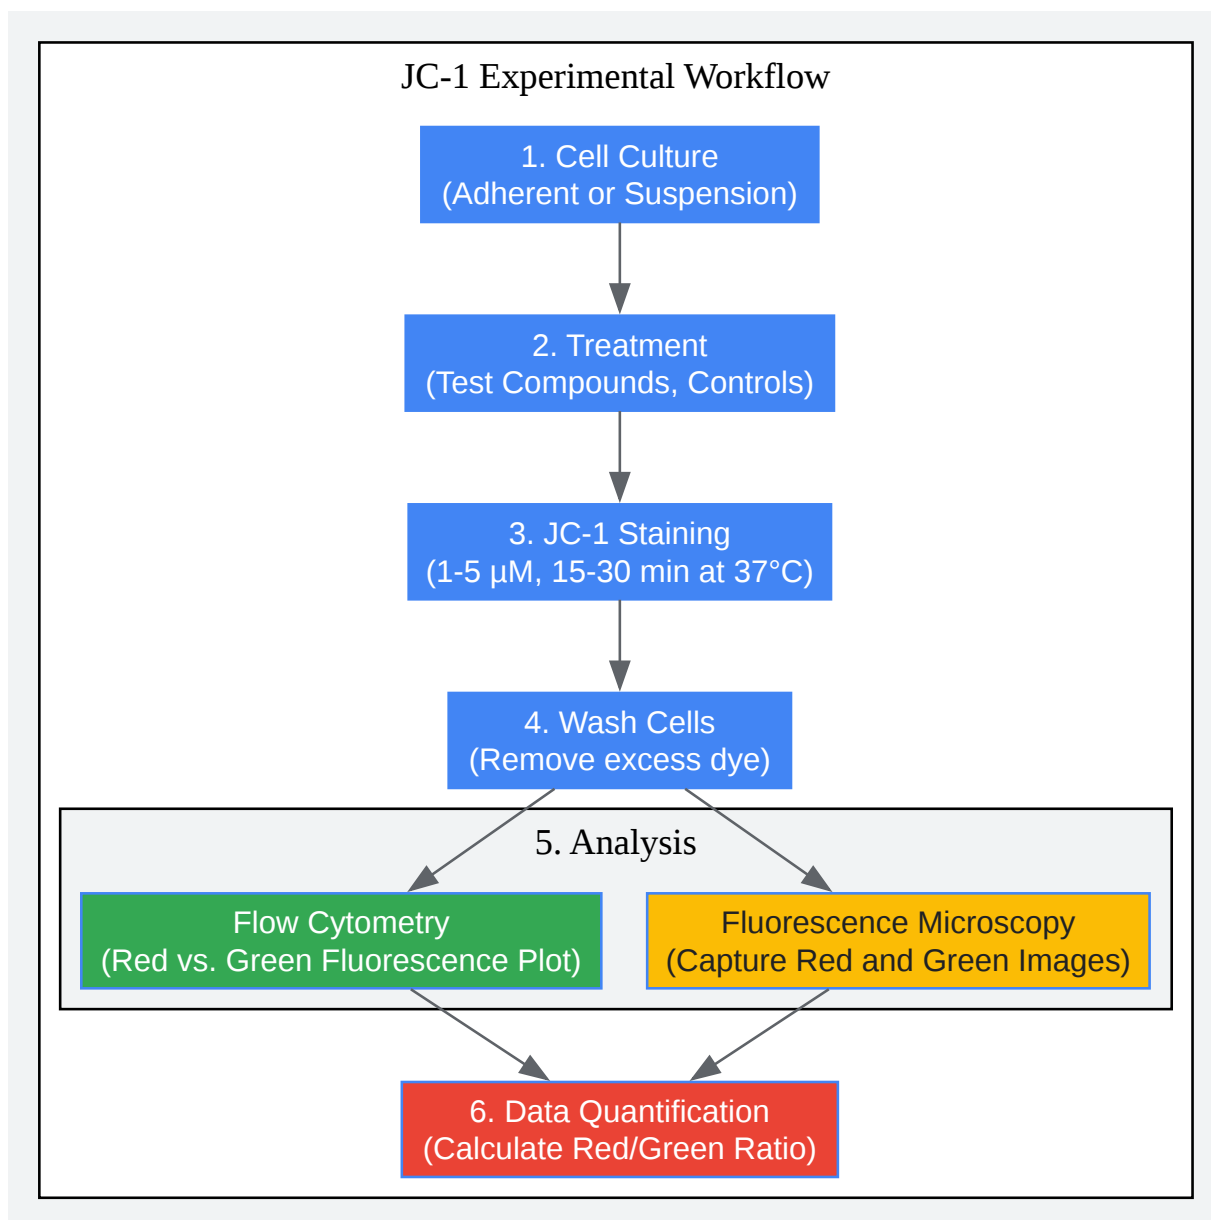 JC-1 Experimental Workflow
1. Cell Culture
(Adherent or Suspension)
2. Treatment
(Test Compounds, Controls)
3. JC-1 Staining
(1-5 µM, 15-30 min at 37°C)
4. Wash Cells
(Remove excess dye)
5. Analysis
Flow Cytometry
(Red vs. Green Fluorescence Plot)
Fluorescence Microscopy
(Capture Red and Green Images)
6. Data Quantification
(Calculate Red/Green Ratio)